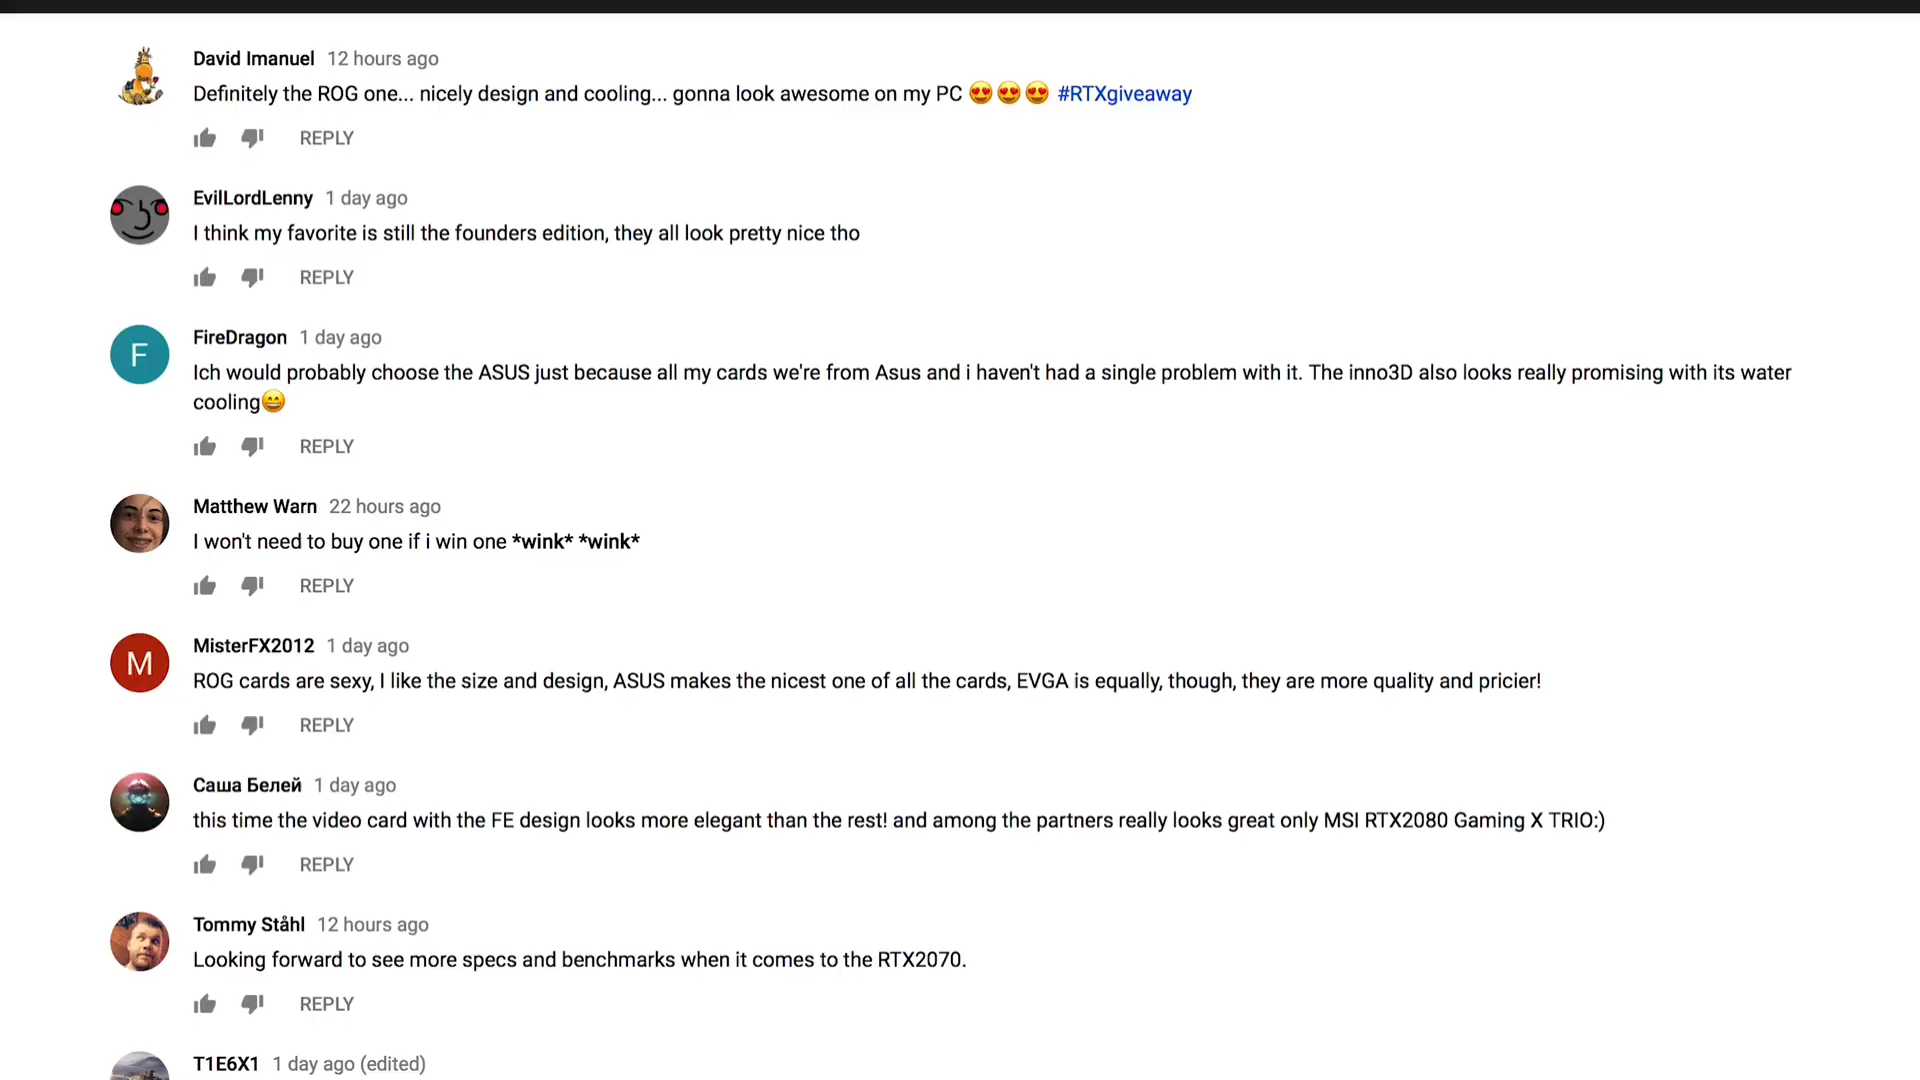 David Imanuel 12 hours ago
Definitely the ROG one... nicely design and cooling... gonna look awesome on my PC 😍😍😍 #RTXgiveaway
REPLY
EvilLordLenny 1 day ago
I think my favorite is still the founders edition, they all look pretty nice tho
REPLY
F
FireDragon 1 day ago
Ich would probably choose the ASUS just because all my cards we're from Asus and i haven't had a single problem with it. The inno3D also looks really promising with its water
cooling😄
REPLY
Matthew Warn 22 hours ago
I won't need to buy one if i win one *wink* *wink*
REPLY
M
MisterFX2012 1 day ago
ROG cards are sexy, I like the size and design, ASUS makes the nicest one of all the cards, EVGA is equally, though, they are more quality and pricier!
REPLY
Саша Белей 1 day ago
this time the video card with the FE design looks more elegant than the rest! and among the partners really looks great only MSI RTX2080 Gaming X TRIO:)
REPLY
Tommy Ståhl 12 hours ago
Looking forward to see more specs and benchmarks when it comes to the RTX2070.
REPLY
T1E6X1 1 day ago (edited)